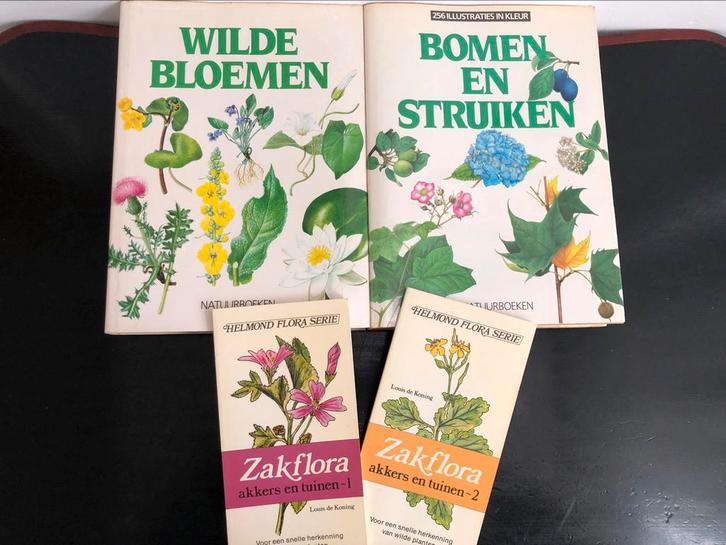 WILDE
BLOEMEN
NATUURBOEKEN
256 ILLUSTRATIES IN KLEUR
BOMEN
EN
STRUIKEN
NATUURBOEKEN
HELMOND FLORA SERIE
Zakflora
akkers en tuinen-1
Louis de Koning
Voor een snelle herkenning
HELMOND FLORA SERIE
Louis de Koning
Zakflora
akkers en tuinen-2
Voor een snelle herkenning
van wilde planten